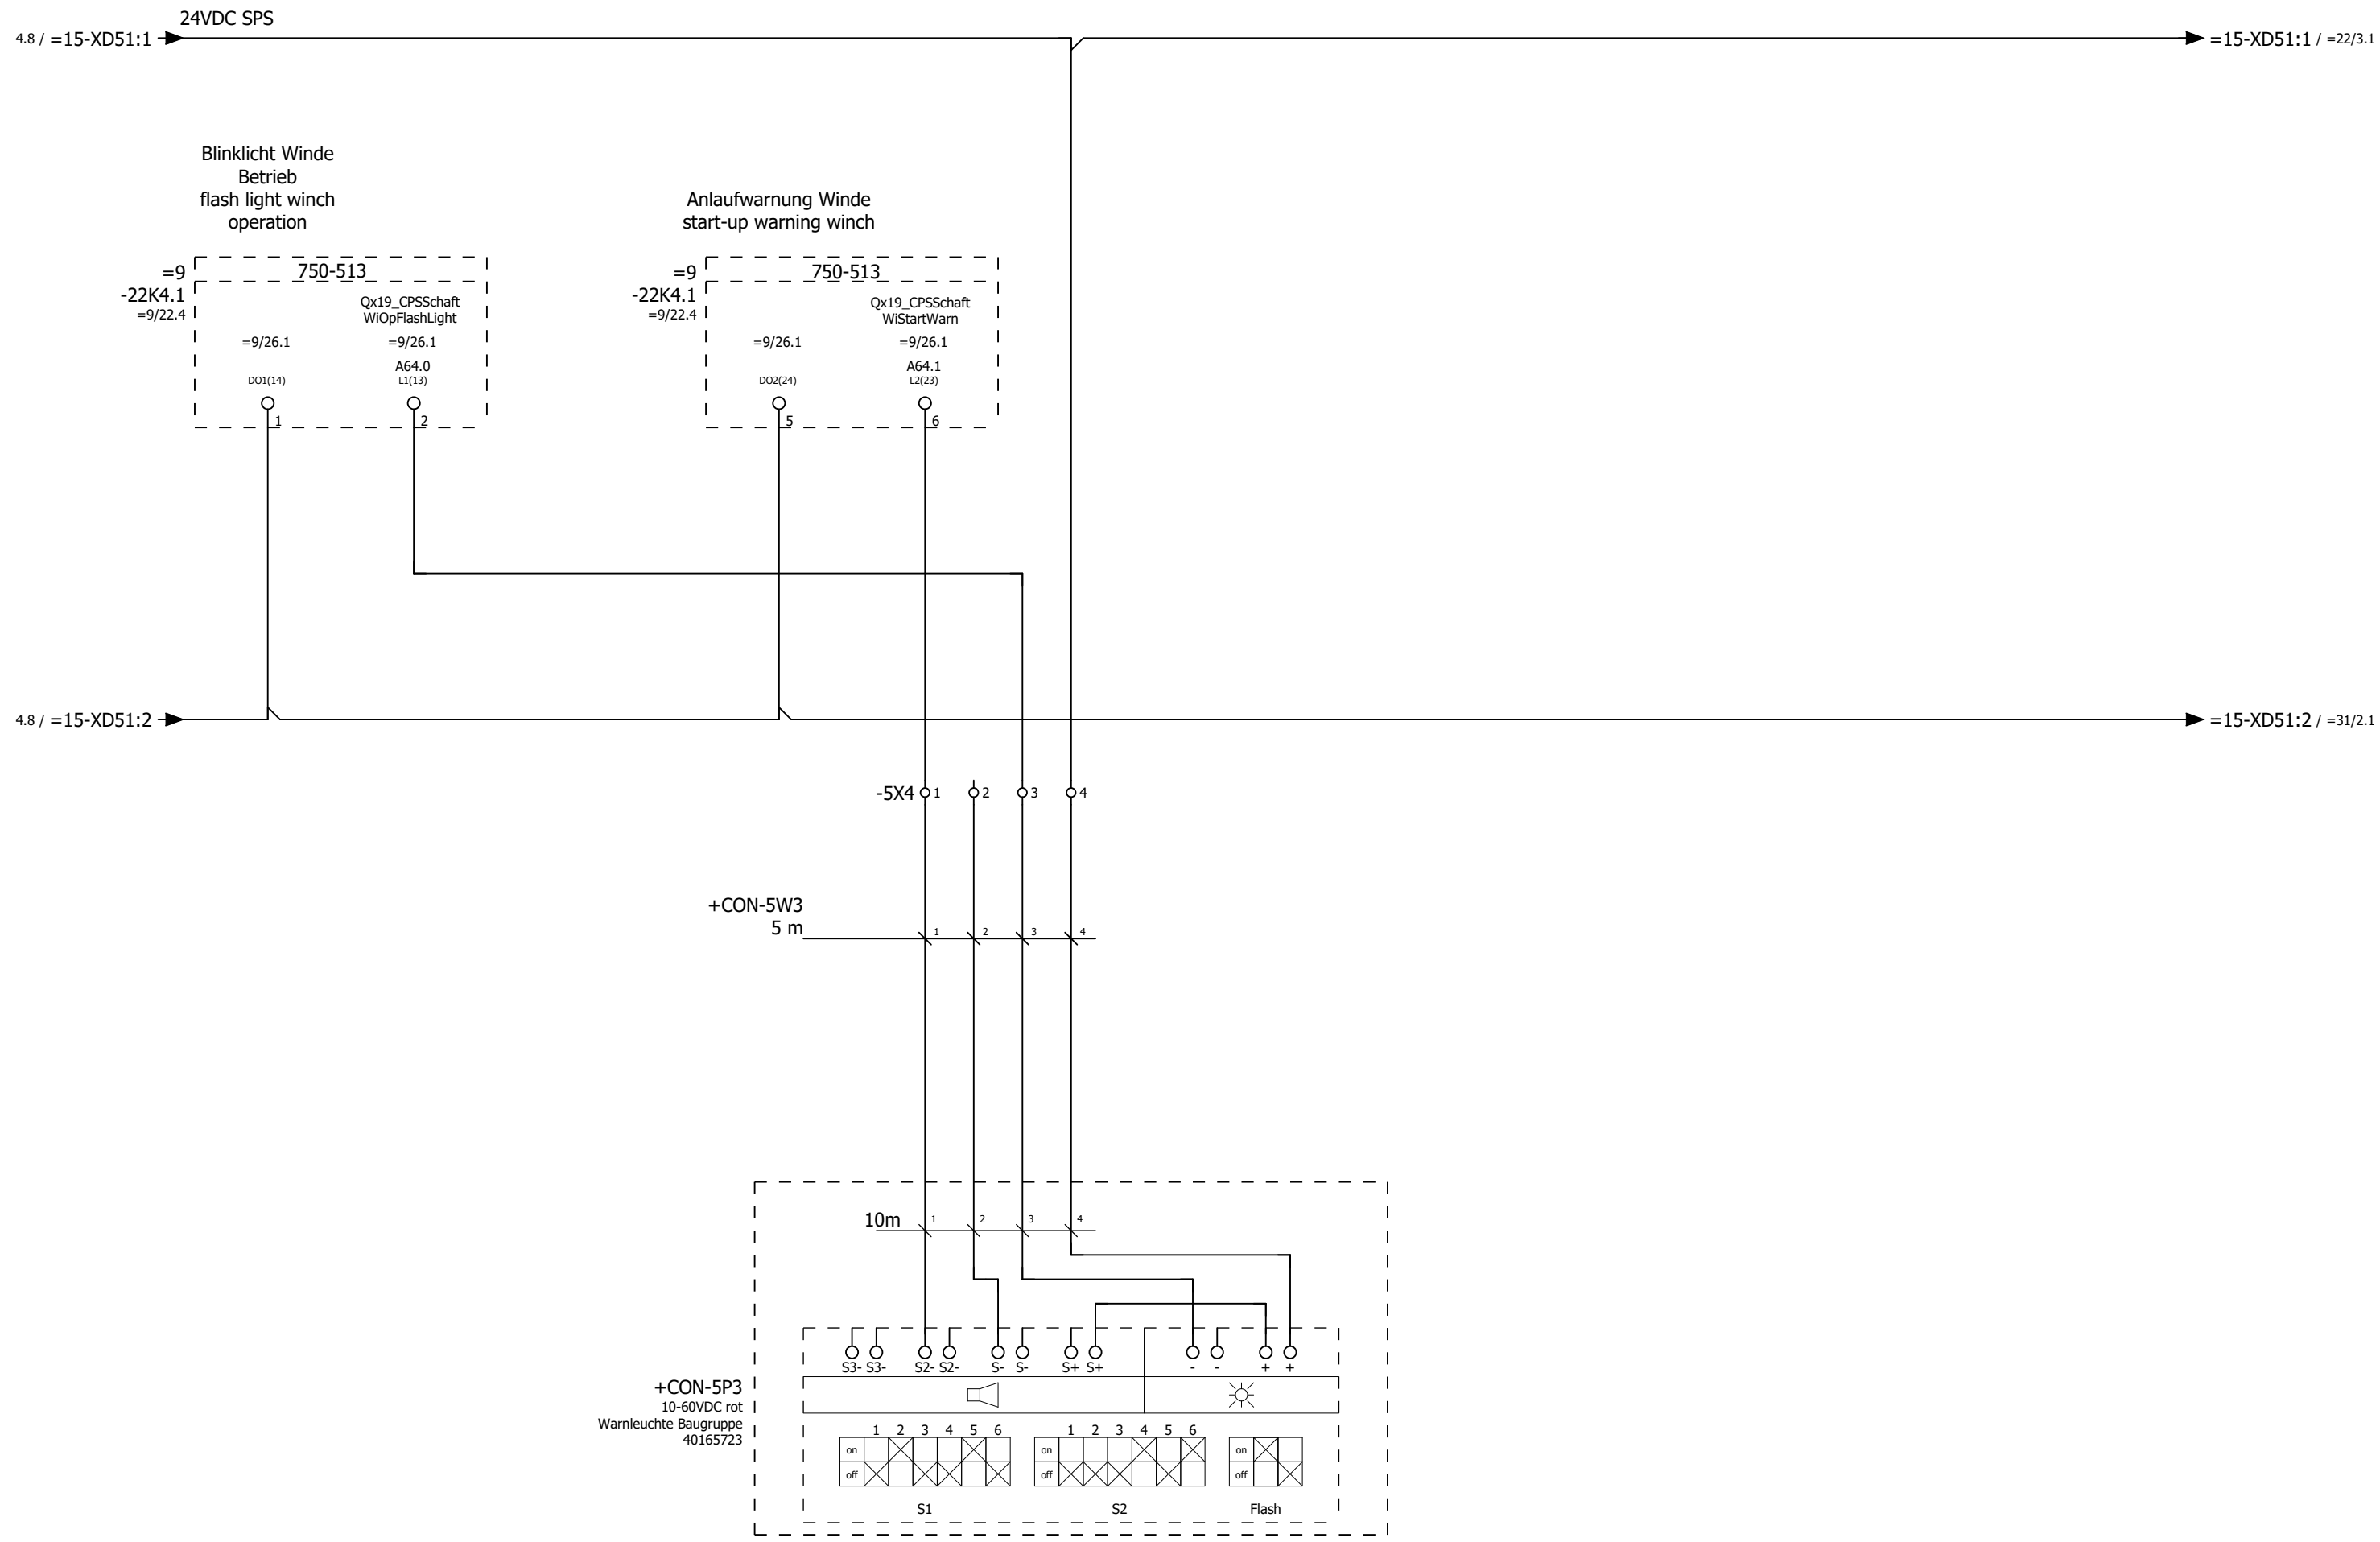 24VDC SPS
4.8 / =15-XD51:1
=15-XD51:1 / =22/3.1
Blinklicht Winde
Betrieb
flash light winch
operation
Anlaufwarnung Winde
start-up warning winch
=9
750-513
-22K4.1
=9/22.4
Qx19_CPSSchaft
WiOpFlashLight
=9/26.1
=9/26.1
A64.0
DO1(14)
L1(13)
1
2
=9
750-513
-22K4.1
=9/22.4
Qx19_CPSSchaft
WiStartWarn
=9/26.1
=9/26.1
A64.1
DO2(24)
L2(23)
5
6
4.8 / =15-XD51:2
=15-XD51:2 / =31/2.1
-5X4 1 2 3 4
+CON-5W3
5 m
1 2 3 4
10m 1 2 3 4
S3- S3- S2- S2- S- S- S+ S+ - - + +
+CON-5P3
10-60VDC rot
Warnleuchte Baugruppe
40165723
1 2 3 4 5 6
on
off
S1
1 2 3 4 5 6
on
off
S2
on
off
Flash